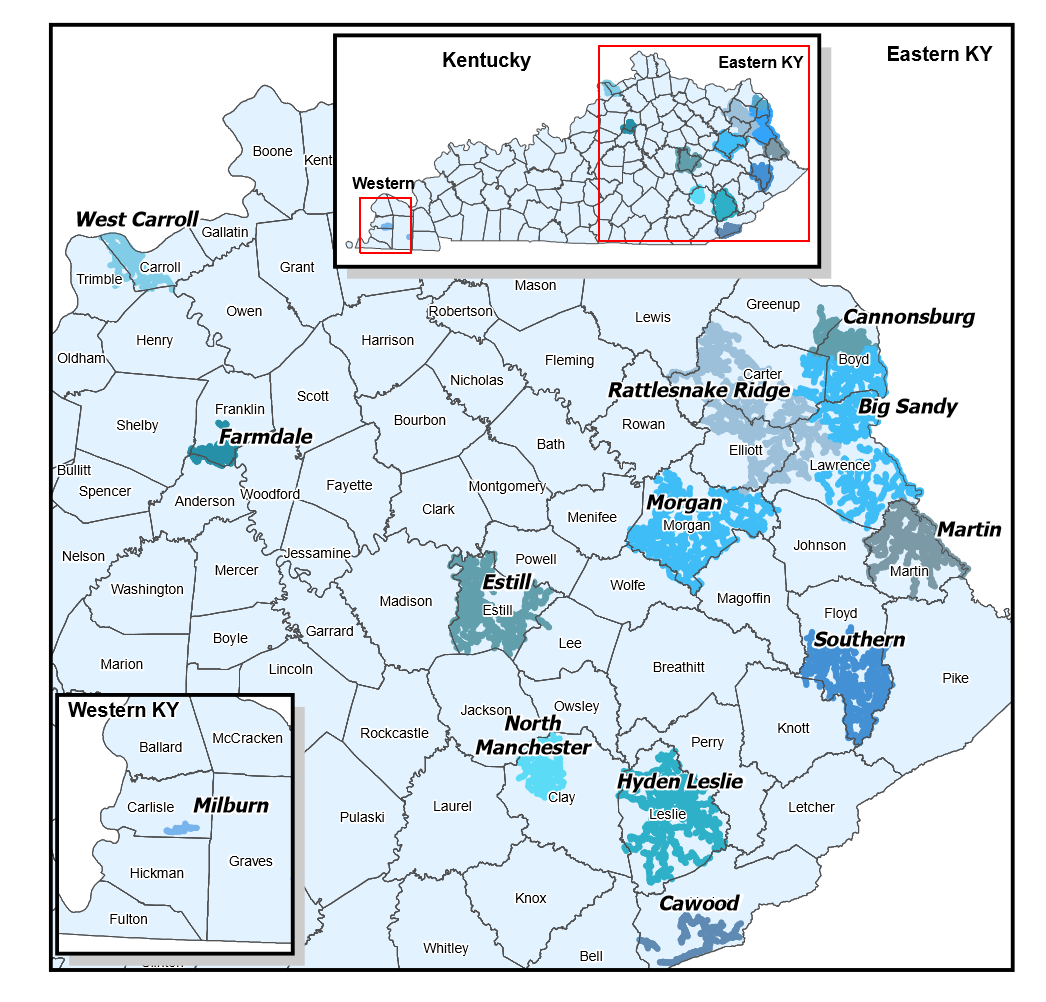 Kentucky
Eastern KY
Eastern KY
Western
Boone
Kent
West Carroll
Gallatin
Carroll
Trimble
Grant
Mason
Greenup
Owen
Robertson
Lewis
Cannonsburg
Henry
Harrison
Oldham
Fleming
Boyd
Carter
Nicholas
Rattlesnake Ridge
Scott
Franklin
Big Sandy
Shelby
Bourbon
Rowan
Farmdale
Bath
Elliott
Bullitt
Lawrence
Spencer
Fayette
Montgomery
Woodford
Anderson
Morgan
Clark
Menifee
Morgan
Martin
Nelson
Jessamine
Johnson
Powell
Mercer
Martin
Washington
Estill
Wolfe
Madison
Magoffin
Estill
Floyd
Garrard
Boyle
Lee
Southern
Marion
Lincoln
Breathitt
Pike
Western KY
Jackson
Owsley
North
Manchester
Rockcastle
Knott
McCracken
Ballard
Perry
Hyden Leslie
Clay
Carlisle
Milburn
Laurel
Letcher
Pulaski
Leslie
Graves
Hickman
Knox
Cawood
Fulton
Whitley
Bell
Clinton